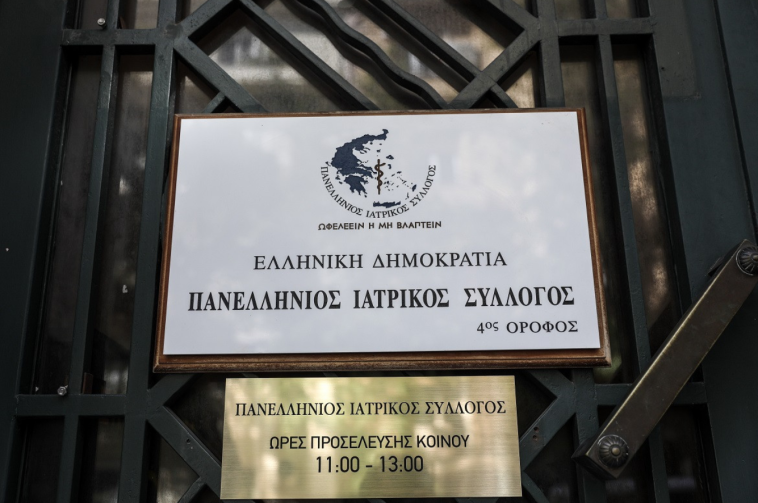 ΠΑΝΕΛΛΗΝΙΟΣ ΙΑΤΡΙΚΟΣ ΣΥΛΛΟΓΟΣ
ΩΦΕΛΕΕΙΝ Η ΜΗ ΒΛΑΠΤΕΙΝ
ΕΛΛΗΝΙΚΗ ΔΗΜΟΚΡΑΤΙΑ
ΠΑΝΕΛΛΗΝΙΟΣ ΙΑΤΡΙΚΟΣ ΣΥΛΛΟΓΟΣ
4ος ΟΡΟΦΟΣ
ΠΑΝΕΛΛΗΝΙΟΣ ΙΑΤΡΙΚΟΣ ΣΥΛΛΟΓΟΣ
ΩΡΕΣ ΠΡΟΣΕΛΕΥΣΗΣ ΚΟΙΝΟΥ
11:00 - 13:00